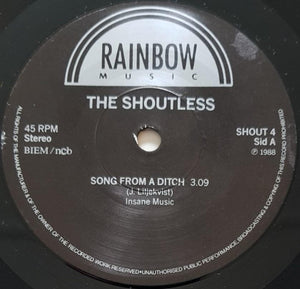 RAINBOW
MUSIC
THE SHOUTLESS
45 RPM
Stereo
BIEM/ncb
SHOUT 4
Sid A
℗ 1988
SONG FROM A DITCH 3.09
(J. Liljekvist)
Insane Music
ALL RIGHTS OF THE MANUFACTURER AND OF THE OWNER OF THE RECORDED WORK RESERVED•UNAUTHORISED PUBLIC PERFORMANCE, BROADCASTING & COPYING OF THIS RECORD PROHIBITED.